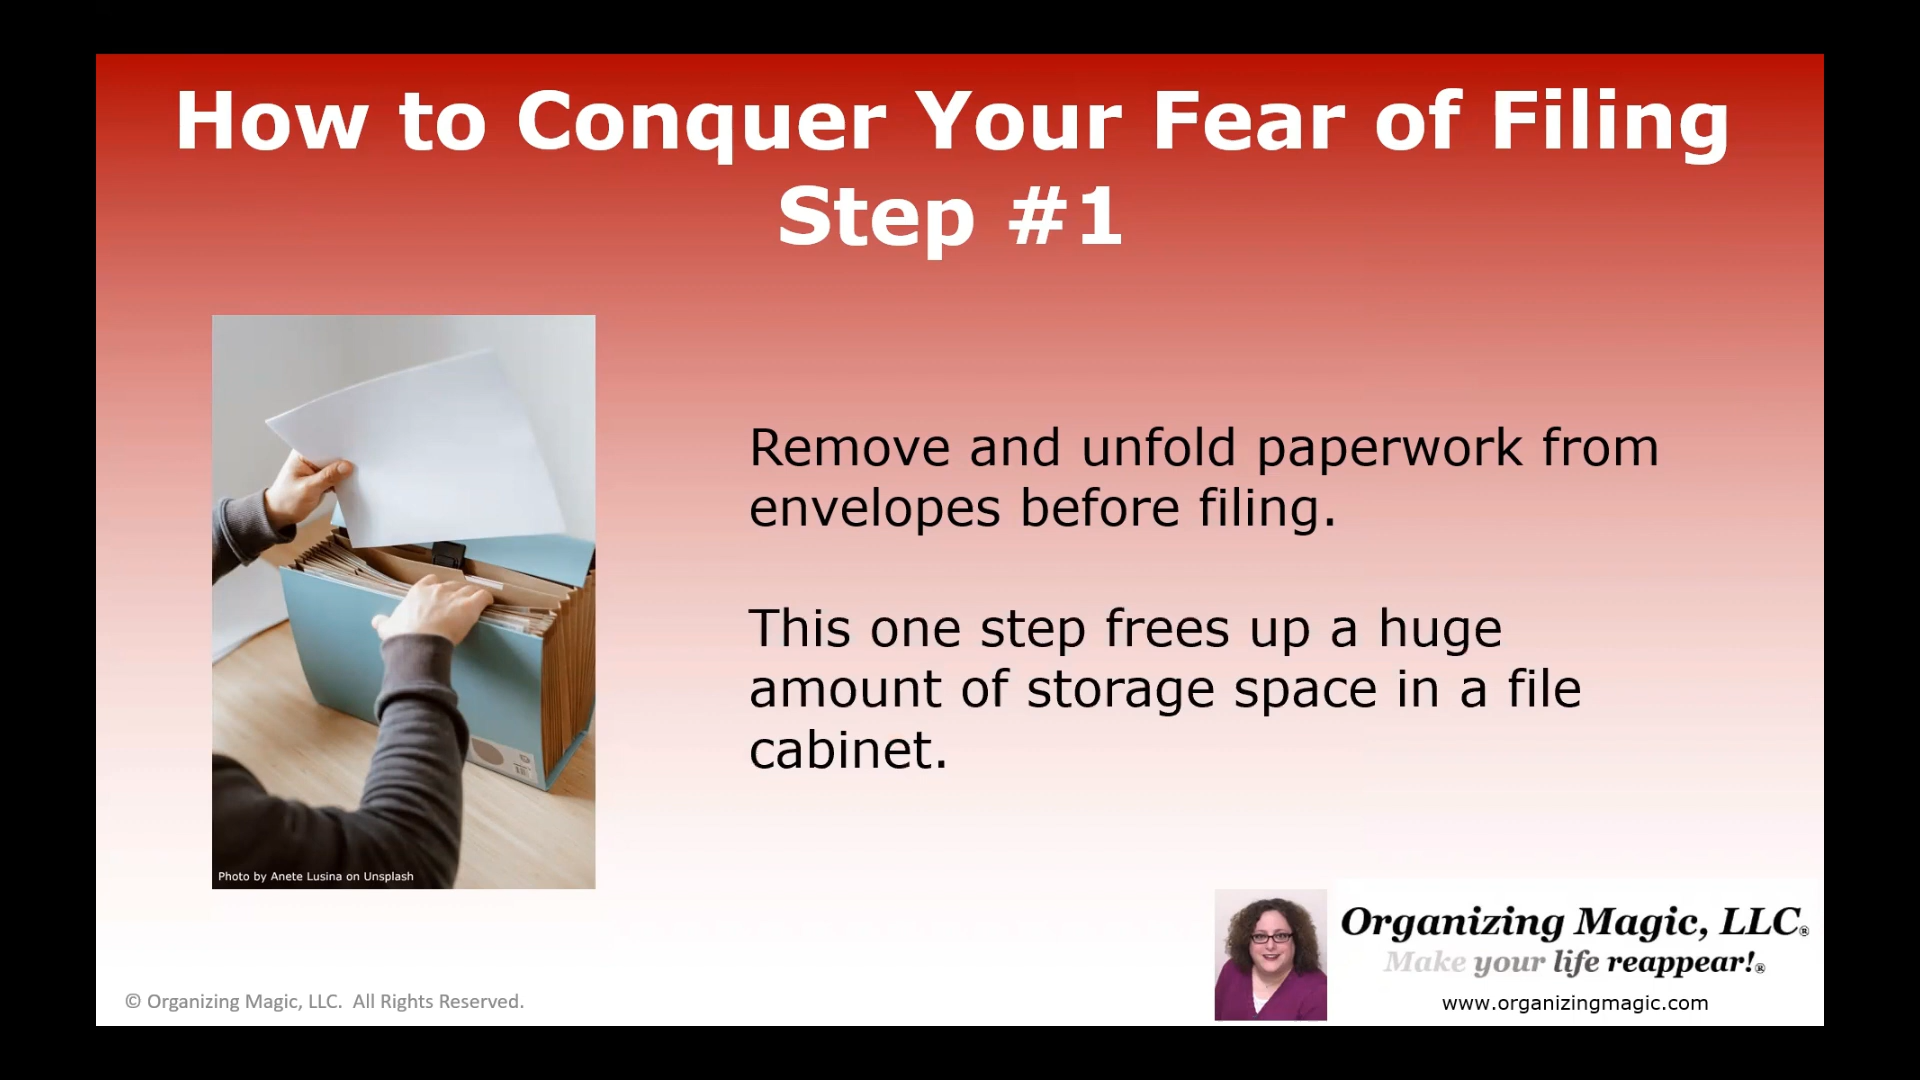 How to Conquer Your Fear of Filing
Step #1
Remove and unfold paperwork from
envelopes before filing.
This one step frees up a huge
amount of storage space in a file
cabinet.
Photo by Anete Lusina on Unsplash
Organizing Magic, LLC.®
Make your life reappear!®
www.organizingmagic.com
© Organizing Magic, LLC. All Rights Reserved.